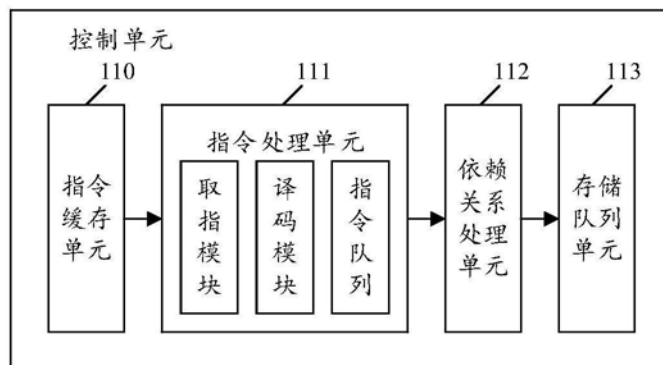 控制单元
110
111
112
113
指令
缓存
单元
指令处理单元
取
指
模
块
译
码
模
块
指
令
队
列
依赖
关系
处理
单元
存储
队列
单元